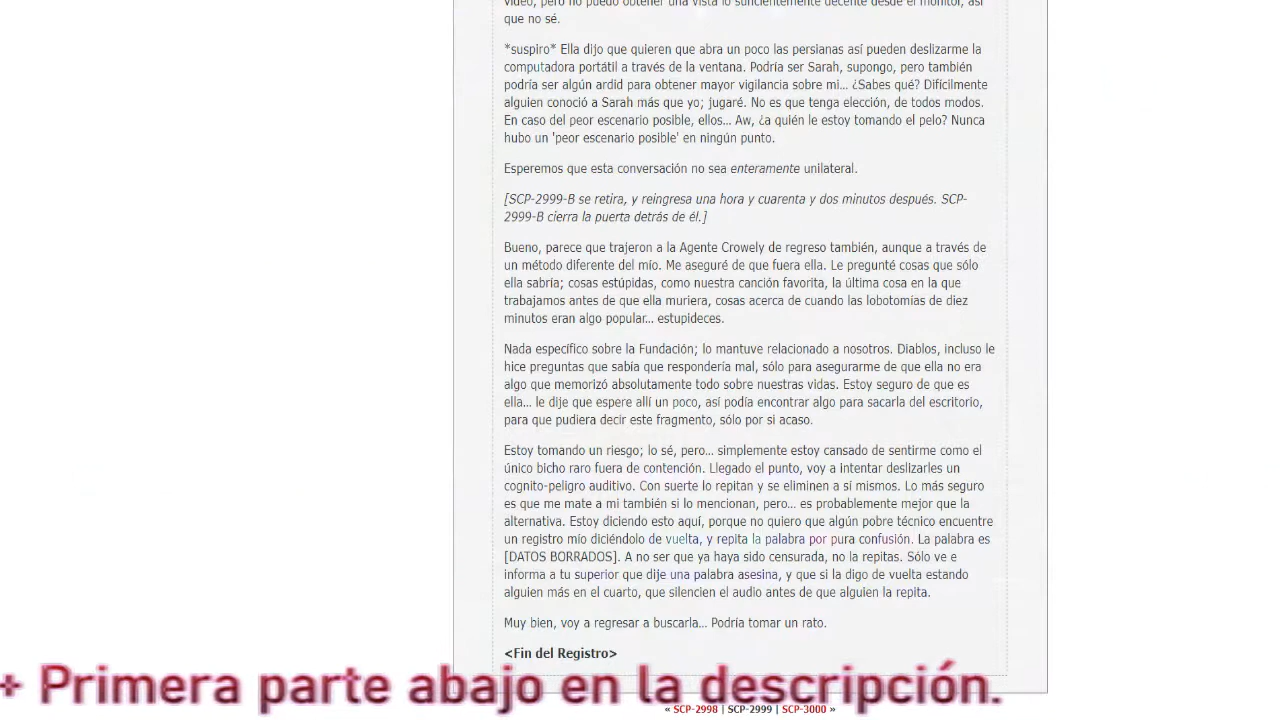 video, pero no puedo obtener una vista lo suficientemente decente desde el monitor, así
que no sé.
*suspiro* Ella dijo que quieren que abra un poco las persianas así pueden deslizarme la
computadora portátil a través de la ventana. Podría ser Sarah, supongo, pero también
podría ser algún ardid para obtener mayor vigilancia sobre mi... ¿Sabes qué? Difícilmente
alguien conoció a Sarah más que yo; jugaré. No es que tenga elección, de todos modos.
En caso del peor escenario posible, ellos... Aw, ¿a quién le estoy tomando el pelo? Nunca
hubo un 'peor escenario posible' en ningún punto.
Esperemos que esta conversación no sea enteramente unilateral.
[SCP-2999-B se retira, y reingresa una hora y cuarenta y dos minutos después. SCP-
2999-B cierra la puerta detrás de él.]
Bueno, parece que trajeron a la Agente Crowely de regreso también, aunque a través de
un método diferente del mío. Me aseguré de que fuera ella. Le pregunté cosas que sólo
ella sabría; cosas estúpidas, como nuestra canción favorita, la última cosa en la que
trabajamos antes de que ella muriera, cosas acerca de cuando las lobotomías de diez
minutos eran algo popular... estupideces.
Nada específico sobre la Fundación; lo mantuve relacionado a nosotros. Diablos, incluso le
hice preguntas que sabía que respondería mal, sólo para asegurarme de que ella no era
algo que memorizó absolutamente todo sobre nuestras vidas. Estoy seguro de que es
ella... le dije que espere allí un poco, así podía encontrar algo para sacarla del escritorio,
para que pudiera decir este fragmento, sólo por si acaso.
Estoy tomando un riesgo; lo sé, pero... simplemente estoy cansado de sentirme como el
único bicho raro fuera de contención. Llegado el punto, voy a intentar deslizarles un
cognito-peligro auditivo. Con suerte lo repitan y se eliminen a sí mismos. Lo más seguro
es que me mate a mi también si lo mencionan, pero... es probablemente mejor que la
alternativa. Estoy diciendo esto aquí, porque no quiero que algún pobre técnico encuentre
un registro mío diciéndolo de vuelta, y repita la palabra por pura confusión. La palabra es
[DATOS BORRADOS]. A no ser que ya haya sido censurada, no la repitas. Sólo ve e
informa a tu superior que dije una palabra asesina, y que si la digo de vuelta estando
alguien más en el cuarto, que silencien el audio antes de que alguien la repita.
Muy bien, voy a regresar a buscarla... Podría tomar un rato.
<Fin del Registro>
+ Primera parte abajo en la descripción.
« SCP-2998 | SCP-2999 | SCP-3000 »